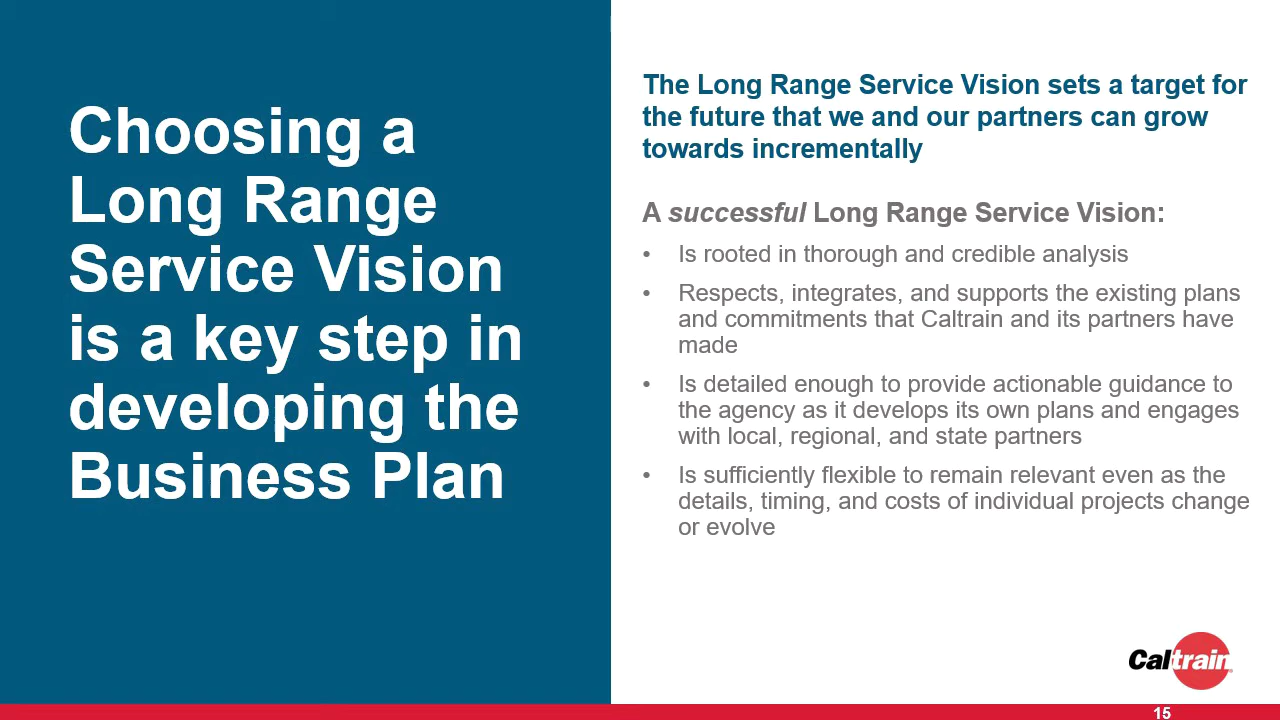 Choosing a
Long Range
Service Vision
is a key step in
developing the
Business Plan
The Long Range Service Vision sets a target for
the future that we and our partners can grow
towards incrementally
A successful Long Range Service Vision:
• Is rooted in thorough and credible analysis
• Respects, integrates, and supports the existing plans
and commitments that Caltrain and its partners have
made
• Is detailed enough to provide actionable guidance to
the agency as it develops its own plans and engages
with local, regional, and state partners
• Is sufficiently flexible to remain relevant even as the
details, timing, and costs of individual projects change
or evolve
Caltrain
15